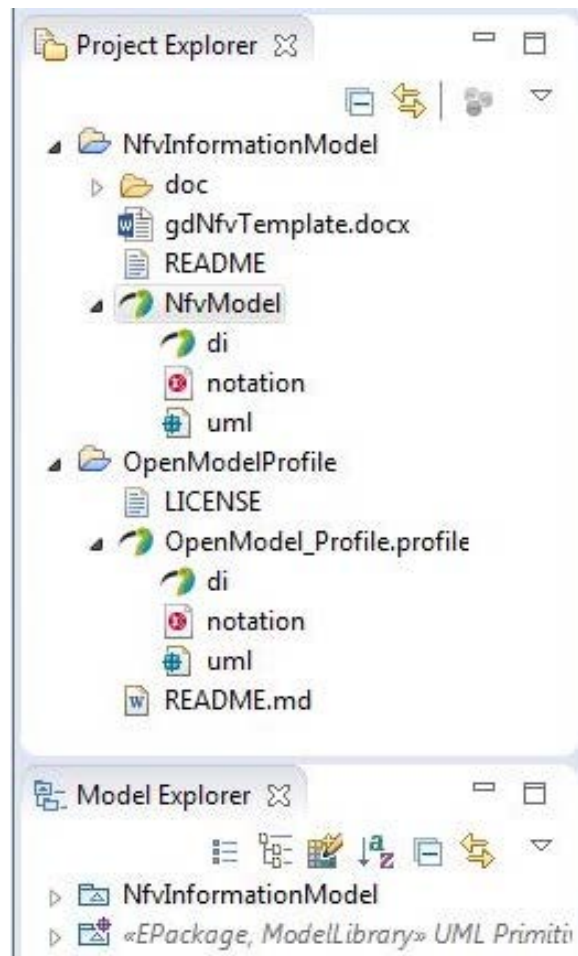 Project Explorer
NfvInformationModel
doc
gdNfvTemplate.docx
README
NfvModel
di
notation
uml
OpenModelProfile
LICENSE
OpenModel_Profile.profile
di
notation
uml
README.md
Model Explorer
NfvInformationModel
«EPackage, ModelLibrary» UML Primitiv